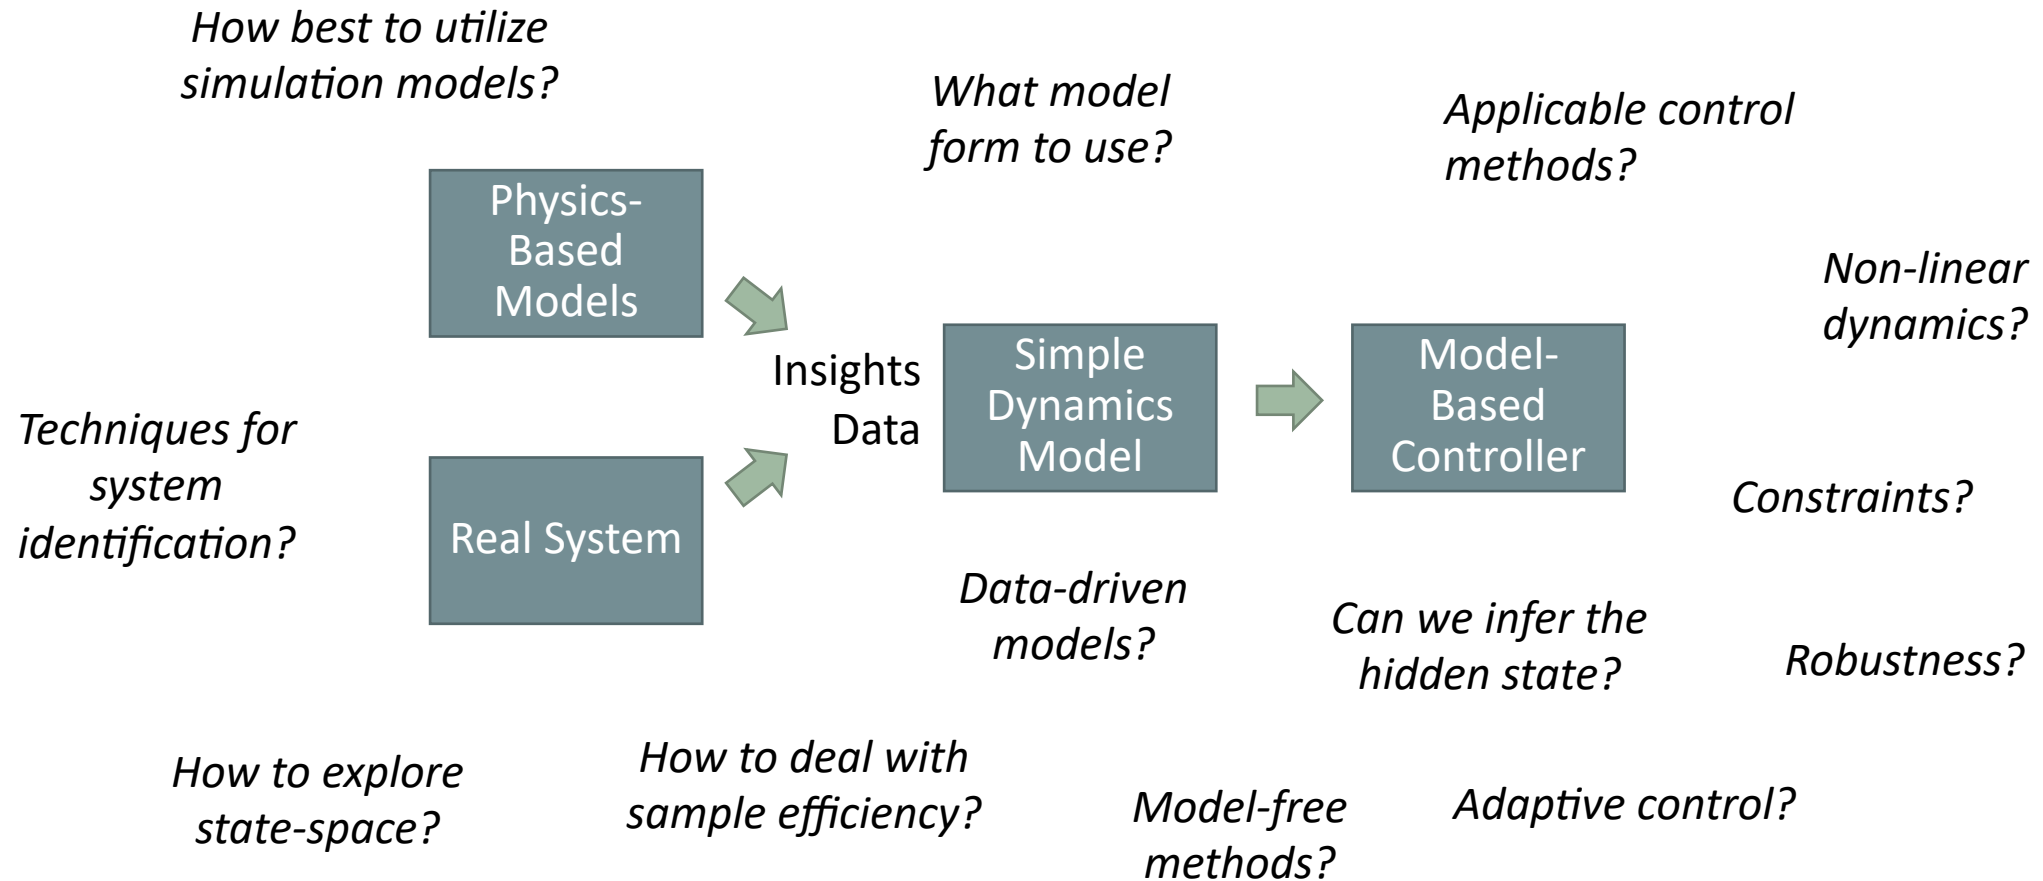 How best to utilize
simulation models?
What model
form to use?
Applicable control
methods?
Physics-
Based
Models
Non-linear
dynamics?
Insights
Data
Simple
Dynamics
Model
Model-
Based
Controller
Techniques for
system
identification?
Real System
Constraints?
Data-driven
models?
Can we infer the
hidden state?
Robustness?
How to explore
state-space?
How to deal with
sample efficiency?
Model-free
methods?
Adaptive control?